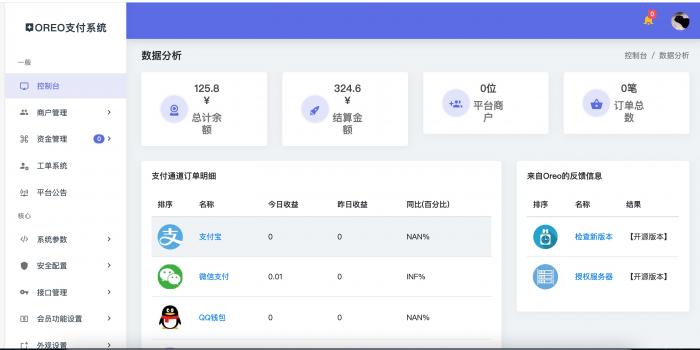 OREO支付系统
0
一般
控制台
商户管理
资金管理
0
工单系统
平台公告
核心
系统参数
安全配置
接口管理
会员功能设置
外观设置
数据分析
控制台 / 数据分析
125.8
¥
总计余
额
324.6
¥
结算金
额
0位
平台商
户
0笔
订单总
数
支付通道订单明细
排序 名称 今日收益 昨日收益 同比(百分比)
支 支付宝 0 0 NAN%
微信支付 0.01 0 INF%
QQ钱包 0 0 NAN%
来自Oreo的反馈信息
排序 名称 结果
检查新版本 【开源版本】
授权服务器 【开源版本】